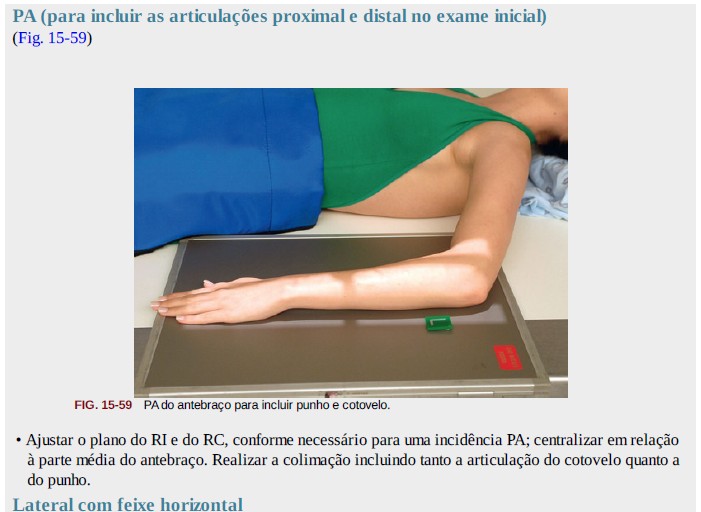 PA (para incluir as articulações proximal e distal no exame inicial)
(Fig. 15-59)
L
FIG. 15-59 PA do antebraço para incluir punho e cotovelo.
• Ajustar o plano do RI e do RC, conforme necessário para uma incidência PA; centralizar em relação
à parte média do antebraço. Realizar a colimação incluindo tanto a articulação do cotovelo quanto a
do punho.
Lateral com feixe horizontal